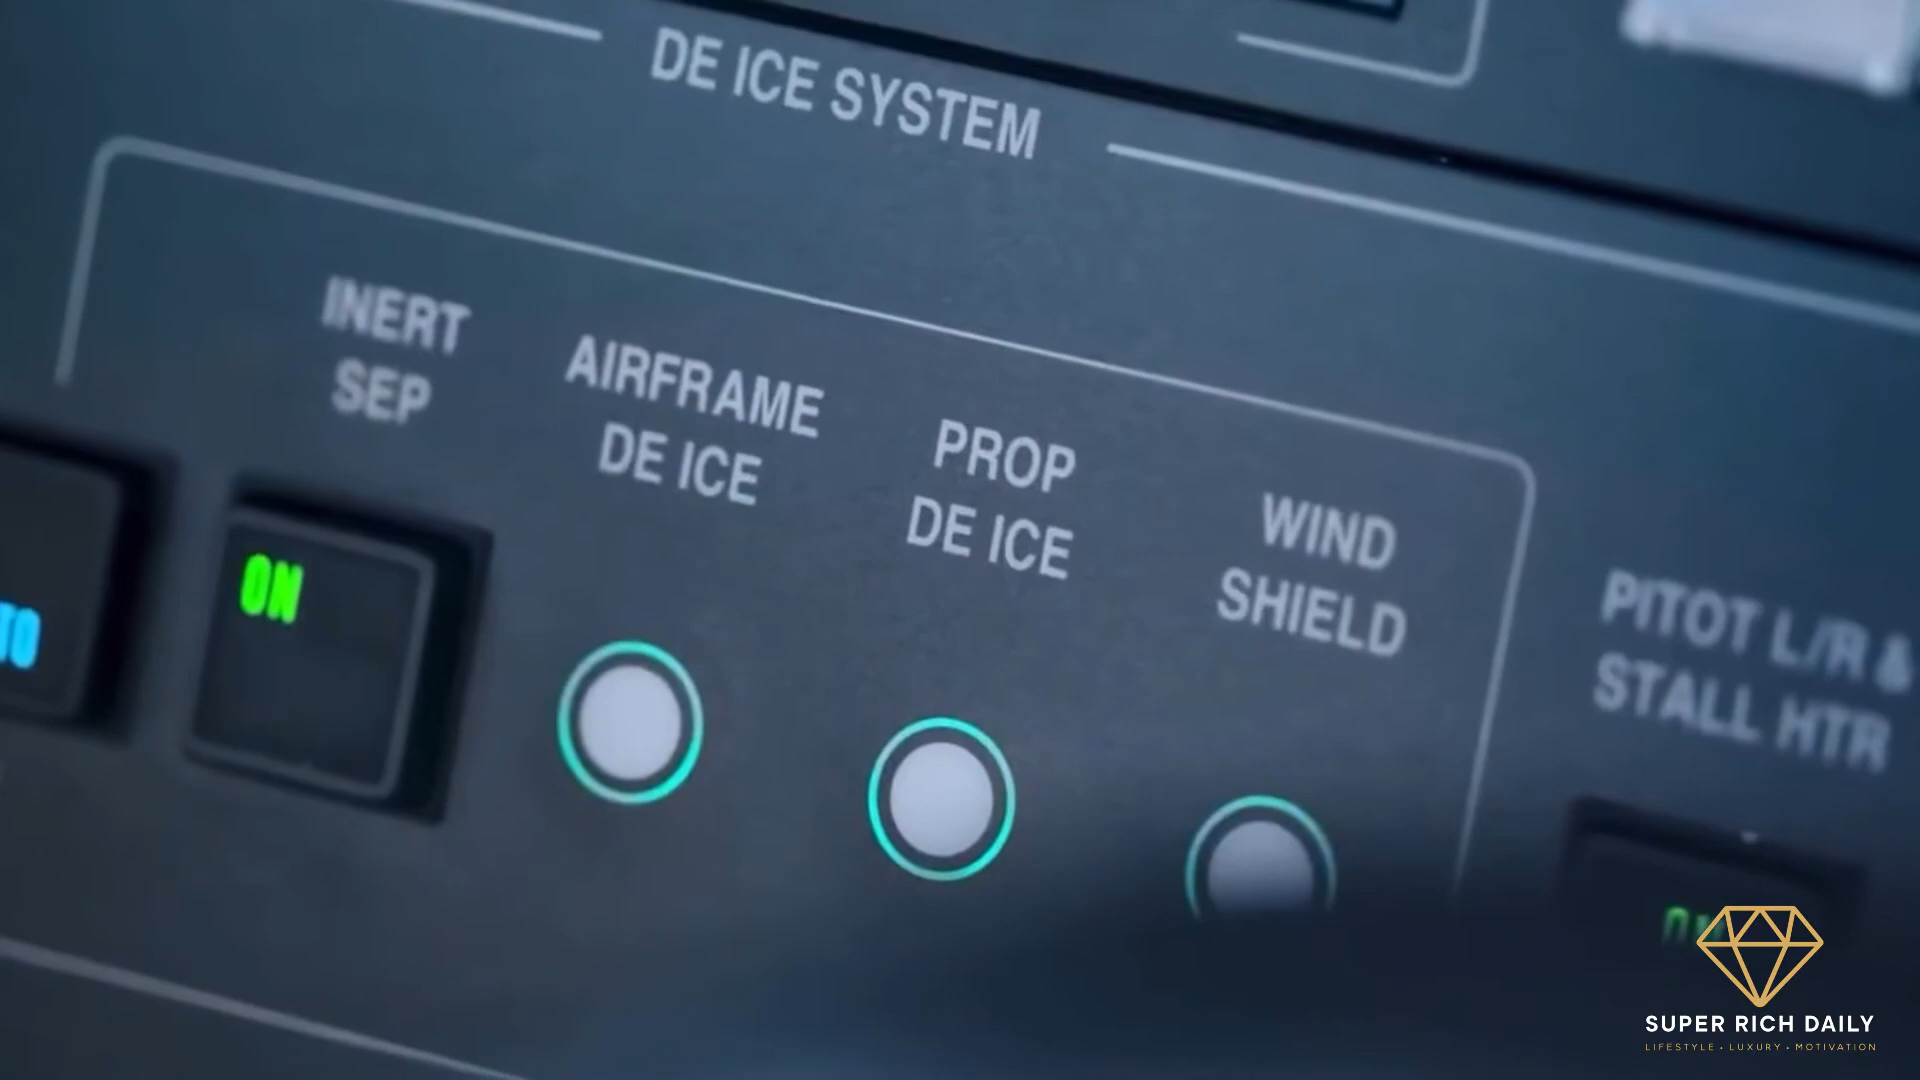 DE ICE SYSTEM
INERT
SEP
AIRFRAME
DE ICE
PROP
DE ICE
WIND
SHIELD
PITOT L/R &
STALL HTR
ON
SUPER RICH DAILY
LIFESTYLE • LUXURY • MOTIVATION